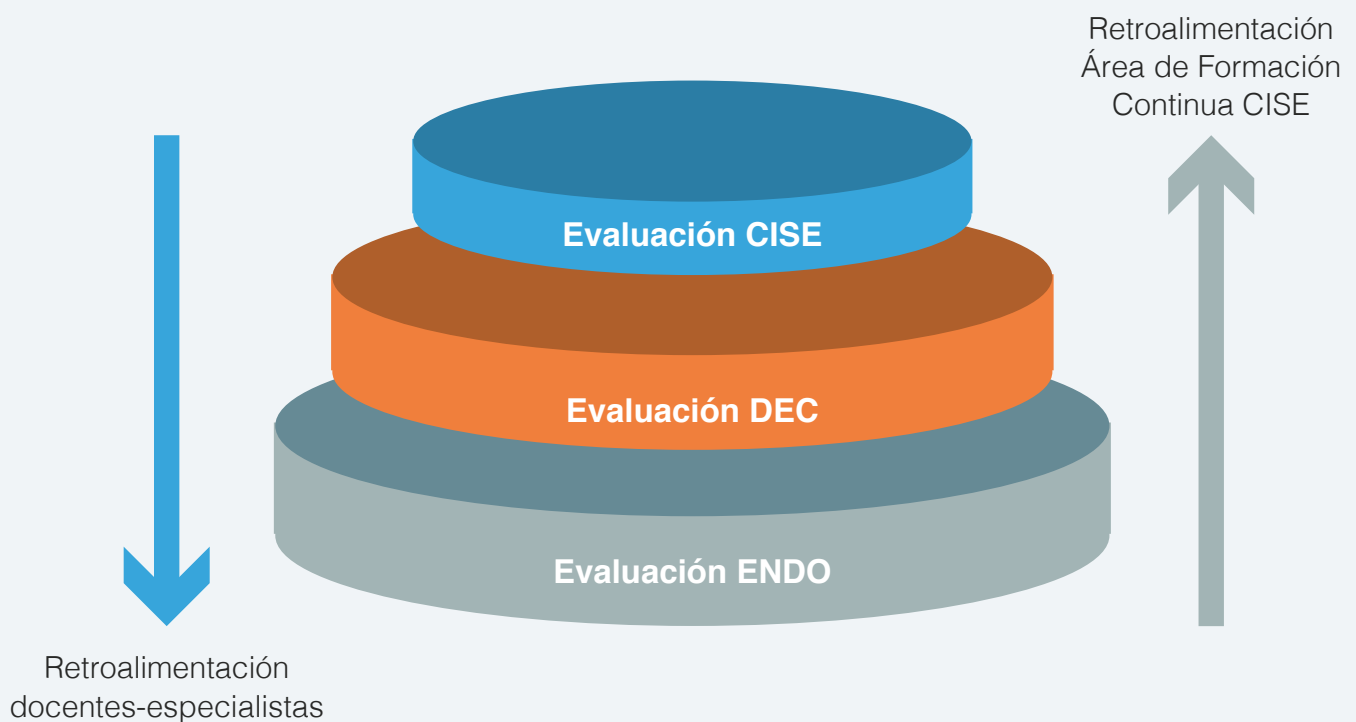 Retroalimentación
Área de Formación
Continua CISE
Evaluación CISE
Evaluación DEC
Evaluación ENDO
Retroalimentación
docentes-especialistas